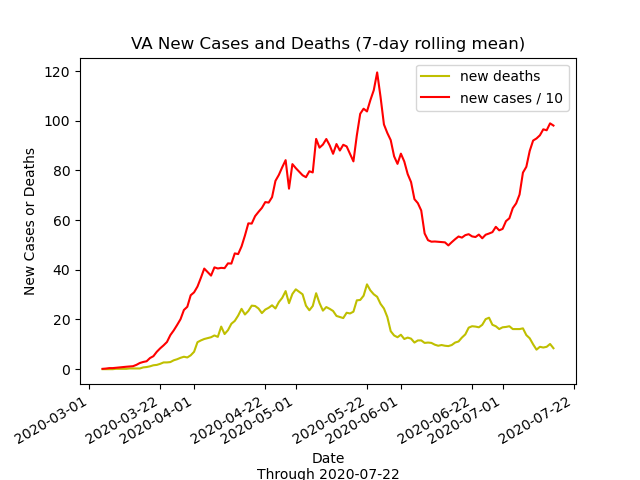 VA New Cases and Deaths (7-day rolling mean)
new deaths
new cases / 10
120
100
80
60
40
20
0
New Cases or Deaths
2020-03-01
2020-03-22
2020-04-01
2020-04-22
2020-05-01
2020-05-22
2020-06-01
2020-06-22
2020-07-01
2020-07-22
Date
Through 2020-07-22